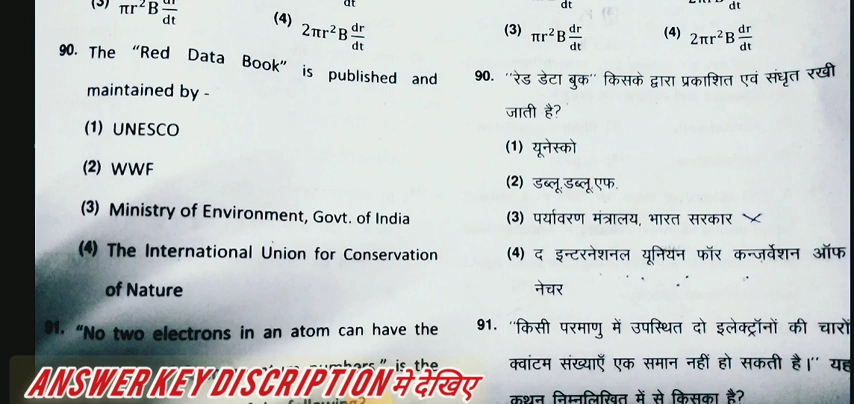 (3) πr²B dr/dt
(4) 2πr²B dr/dt
90. The “Red Data Book” is published and
maintained by -
(1) UNESCO
(2) WWF
(3) Ministry of Environment, Govt. of India
(4) The International Union for Conservation
of Nature
91. “No two electrons in an atom can have the
is the
(3) πr²B dr/dt
(4) 2πr²B dr/dt
90. ‘‘रेड डेटा बुक’’ किसके द्वारा प्रकाशित एवं संधृत रखी
जाती है?
(1) यूनेस्को
(2) डब्लू.डब्लू.एफ.
(3) पर्यावरण मंत्रालय, भारत सरकार
(4) द इन्टरनेशनल यूनियन फॉर कन्ज़र्वेशन ऑफ
नेचर
91. ‘‘किसी परमाणु में उपस्थित दो इलेक्ट्रॉनों की चारों
क्वांटम संख्याएँ एक समान नहीं हो सकती है।’’ यह
कथन निम्नलिखित में से किसका है?
ANSWER KEY DISCRIPTION मे देखिए